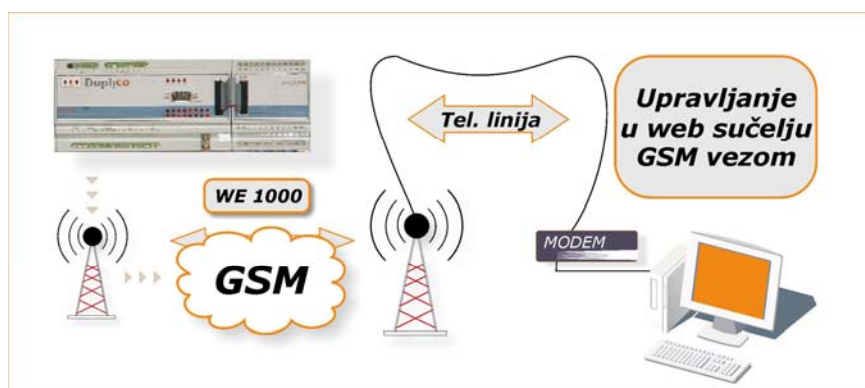 Duplico
Tel. linija
Upravljanje
u web sučelju
GSM vezom
WE 1000
GSM
MODEM